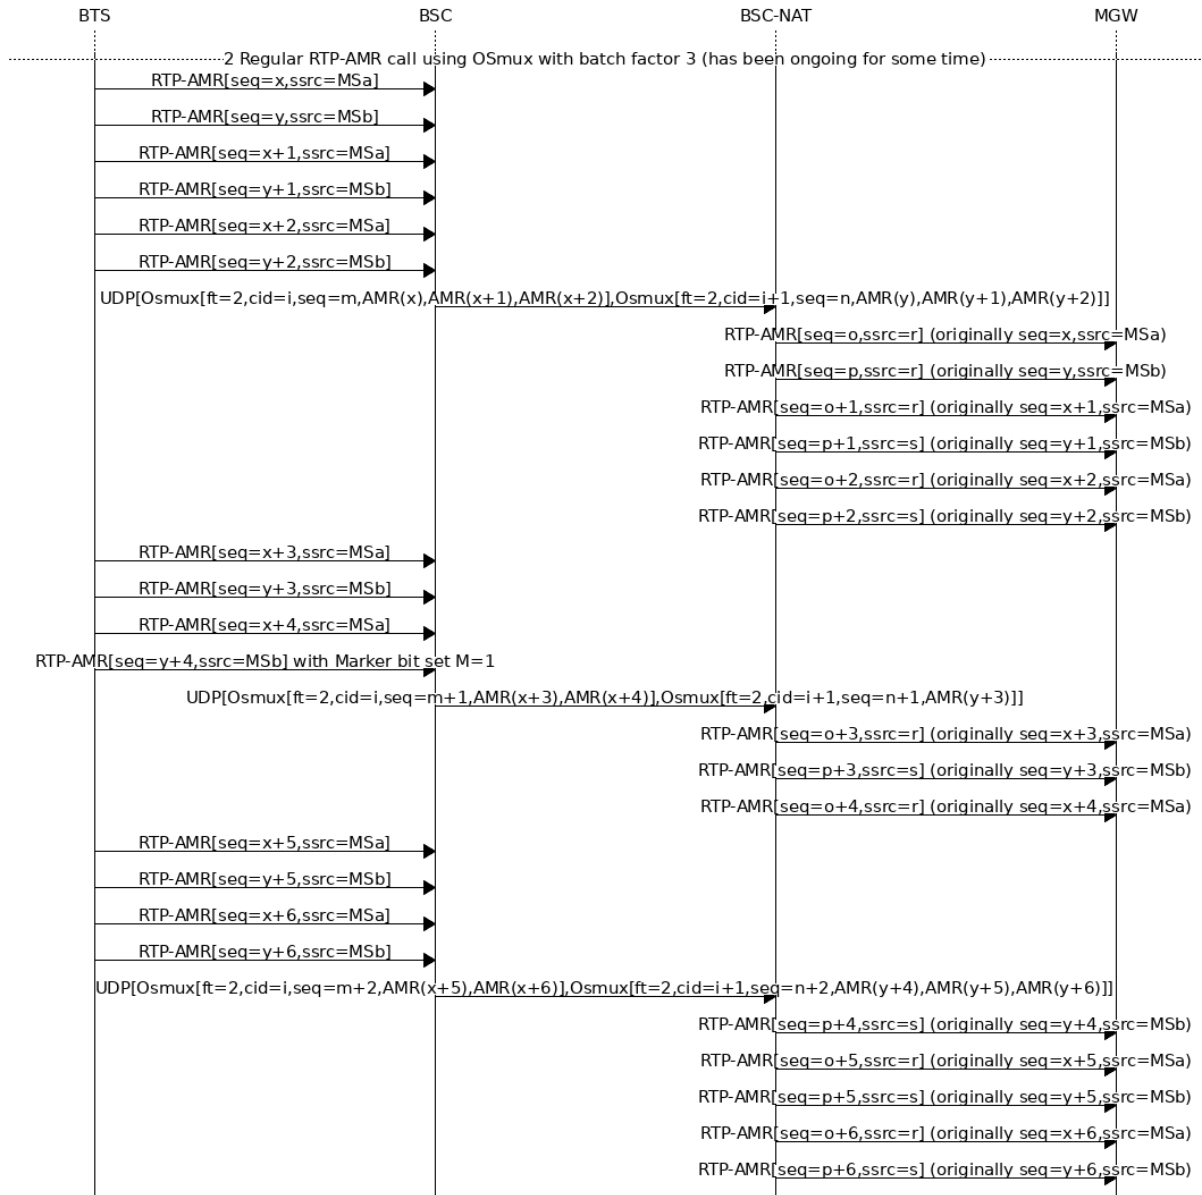 BTS BSC BSC-NAT MGW
2 Regular RTP-AMR call using OSmux with batch factor 3 (has been ongoing for some time)
RTP-AMR[seq=x,ssrc=MSa]
RTP-AMR[seq=y,ssrc=MSb]
RTP-AMR[seq=x+1,ssrc=MSa]
RTP-AMR[seq=y+1,ssrc=MSb]
RTP-AMR[seq=x+2,ssrc=MSa]
RTP-AMR[seq=y+2,ssrc=MSb]
UDP[Osmux[ft=2,cid=i,seq=m,AMR(x),AMR(x+1),AMR(x+2)],Osmux[ft=2,cid=i+1,seq=n,AMR(y),AMR(y+1),AMR(y+2)]]
RTP-AMR[seq=o,ssrc=r] (originally seq=x,ssrc=MSa)
RTP-AMR[seq=p,ssrc=r] (originally seq=y,ssrc=MSb)
RTP-AMR[seq=o+1,ssrc=r] (originally seq=x+1,ssrc=MSa)
RTP-AMR[seq=p+1,ssrc=s] (originally seq=y+1,ssrc=MSb)
RTP-AMR[seq=o+2,ssrc=r] (originally seq=x+2,ssrc=MSa)
RTP-AMR[seq=p+2,ssrc=s] (originally seq=y+2,ssrc=MSb)
RTP-AMR[seq=x+3,ssrc=MSa]
RTP-AMR[seq=y+3,ssrc=MSb]
RTP-AMR[seq=x+4,ssrc=MSa]
RTP-AMR[seq=y+4,ssrc=MSb] with Marker bit set M=1
UDP[Osmux[ft=2,cid=i,seq=m+1,AMR(x+3),AMR(x+4)],Osmux[ft=2,cid=i+1,seq=n+1,AMR(y+3)]]
RTP-AMR[seq=o+3,ssrc=r] (originally seq=x+3,ssrc=MSa)
RTP-AMR[seq=p+3,ssrc=s] (originally seq=y+3,ssrc=MSb)
RTP-AMR[seq=o+4,ssrc=r] (originally seq=x+4,ssrc=MSa)
RTP-AMR[seq=x+5,ssrc=MSa]
RTP-AMR[seq=y+5,ssrc=MSb]
RTP-AMR[seq=x+6,ssrc=MSa]
RTP-AMR[seq=y+6,ssrc=MSb]
UDP[Osmux[ft=2,cid=i,seq=m+2,AMR(x+5),AMR(x+6)],Osmux[ft=2,cid=i+1,seq=n+2,AMR(y+4),AMR(y+5),AMR(y+6)]]
RTP-AMR[seq=p+4,ssrc=s] (originally seq=y+4,ssrc=MSb)
RTP-AMR[seq=o+5,ssrc=r] (originally seq=x+5,ssrc=MSa)
RTP-AMR[seq=p+5,ssrc=s] (originally seq=y+5,ssrc=MSb)
RTP-AMR[seq=o+6,ssrc=r] (originally seq=x+6,ssrc=MSa)
RTP-AMR[seq=p+6,ssrc=s] (originally seq=y+6,ssrc=MSb)